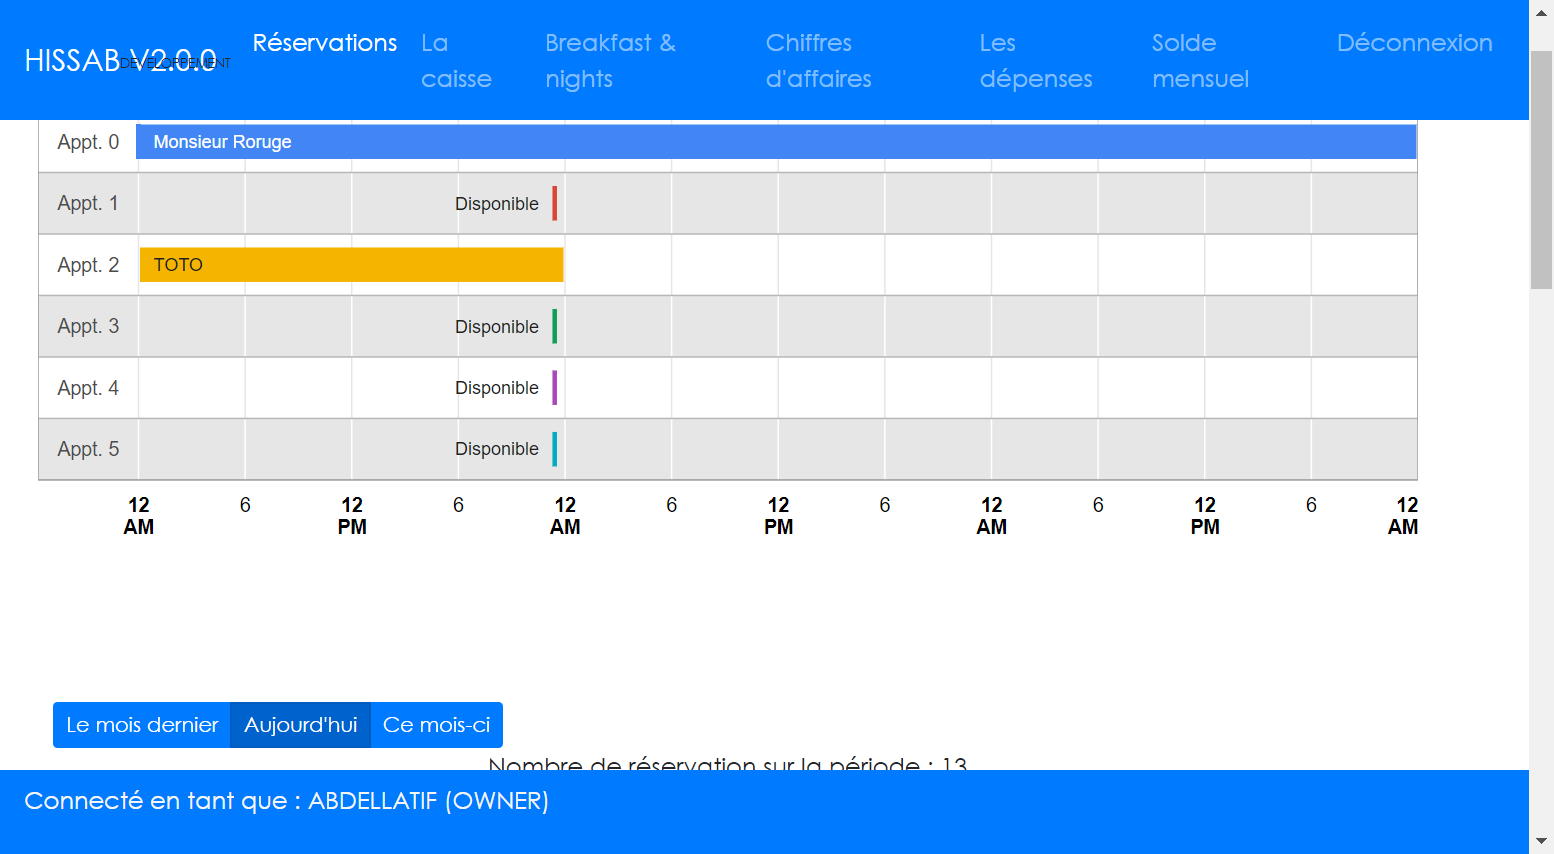 HISSAB V2.0.0
DEVELOPPEMENT
Réservations
La caisse
Breakfast & nights
Chiffres d'affaires
Les dépenses
Solde mensuel
Déconnexion
Appt. 0 Monsieur Roruge
Appt. 1 Disponible
Appt. 2 TOTO
Appt. 3 Disponible
Appt. 4 Disponible
Appt. 5 Disponible
12 AM 6 12 PM 6 12 AM 6 12 PM 6 12 AM 6 12 PM 6 12 AM
Le mois dernier Aujourd'hui Ce mois-ci
Nombre de réservation sur la période : 13
Connecté en tant que : ABDELLATIF (OWNER)